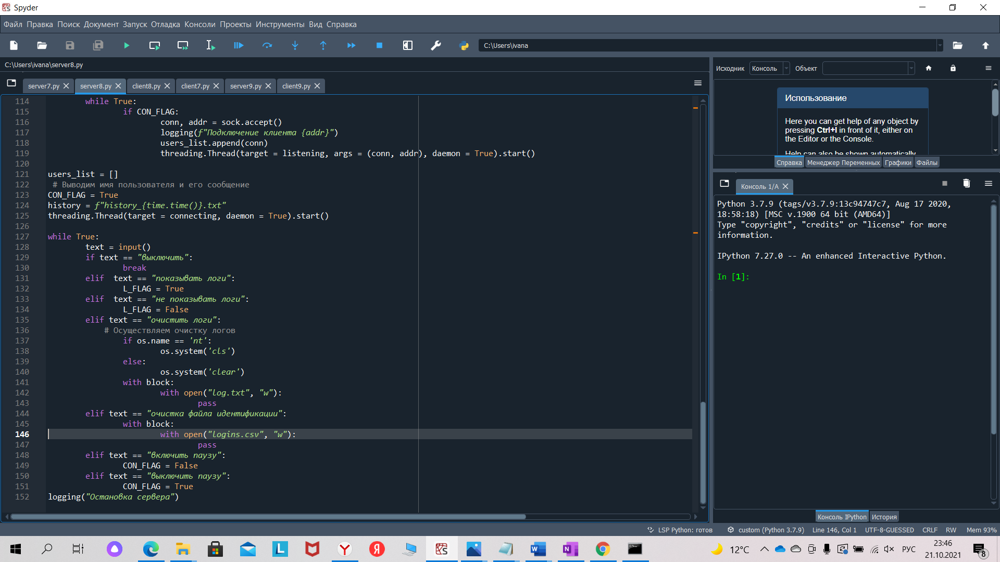 Spyder
Файл Правка Поиск Документ Запуск Отладка Консоли Проекты Инструменты Вид Справка
C:\Users\ivana
C:\Users\ivana\server8.py
server7.py server8.py client8.py client7.py server9.py client9.py
114 while True:
115 if CON_FLAG:
116 conn, addr = sock.accept()
117 logging(f"Подключение клиента {addr}")
118 users_list.append(conn)
119 threading.Thread(target = listening, args = (conn, addr), daemon = True).start()
120
121 users_list = []
122 # Выводим имя пользователя и его сообщение
123 CON_FLAG = True
124 history = f"history_{time.time()}.txt"
125 threading.Thread(target = connecting, daemon = True).start()
126
127 while True:
128 text = input()
129 if text == "выключить":
130 break
131 elif  text == "показывать логи":
132 L_FLAG = True
133 elif  text == "не показывать логи":
134 L_FLAG = False
135 elif text == "очистить логи":
136 # Осуществляем очистку логов
137 if os.name == 'nt':
138 os.system('cls')
139 else:
140 os.system('clear')
141 with block:
142 with open("log.txt", "w"):
143 pass
144 elif text == "очистка файла идентификации":
145 with block:
146 with open("logins.csv", "w"):
147 pass
148 elif text == "включить паузу":
149 CON_FLAG = False
150 elif text == "выключить паузу":
151 CON_FLAG = True
152 logging("Остановка сервера")
Исходник Консоль Объект
Использование
Here you can get help of any object by
pressing Ctrl+I in front of it, either on
the Editor or the Console.
Help can also be shown automatically
Справка Менеджер Переменных Графики Файлы
Консоль 1/A
Python 3.7.9 (tags/v3.7.9:13c94747c7, Aug 17 2020,
18:58:18) [MSC v.1900 64 bit (AMD64)]
Type "copyright", "credits" or "license" for more
information.
IPython 7.27.0 -- An enhanced Interactive Python.
In [1]:
Консоль IPython История
LSP Python: готов custom (Python 3.7.9) Line 146, Col 1 UTF-8-GUESSED CRLF RW Mem 93%
12°C РУС 23:46
21.10.2021
8